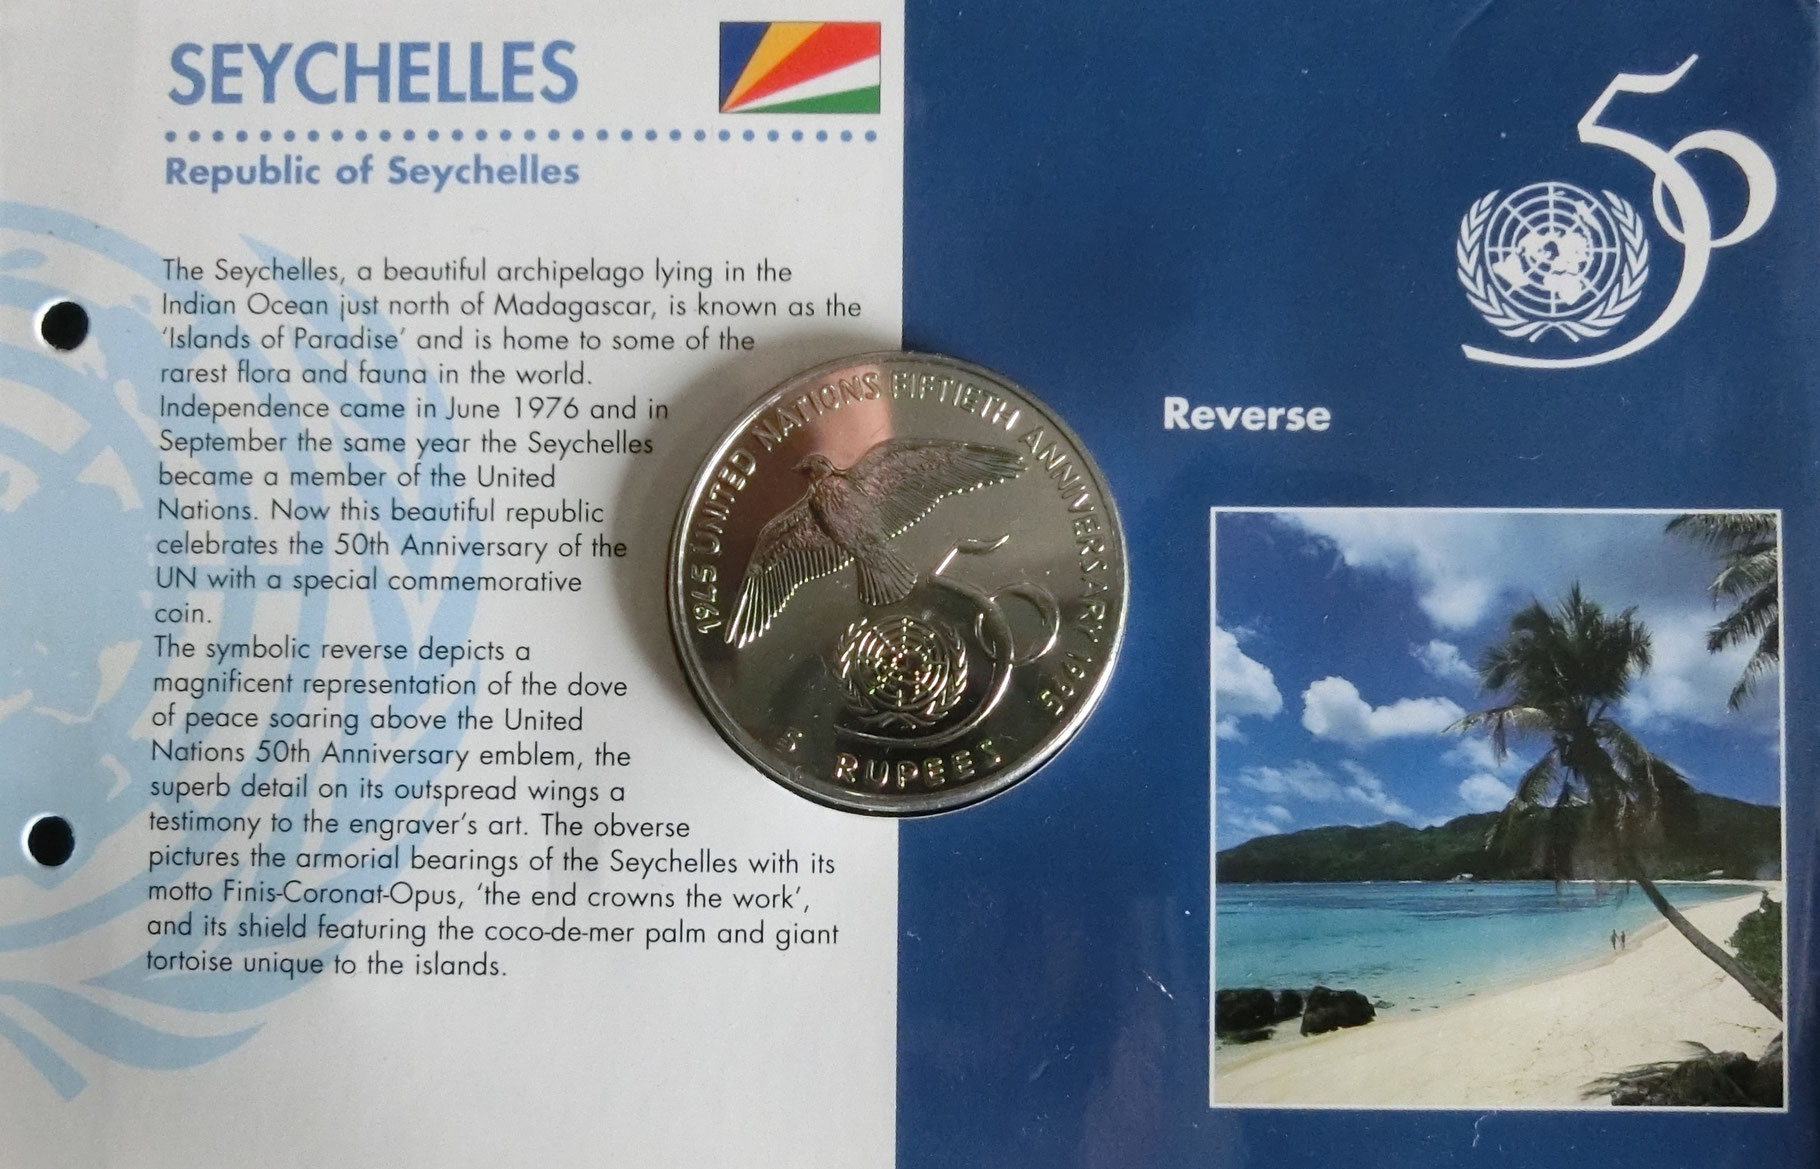 SEYCHELLES
Republic of Seychelles
The Seychelles, a beautiful archipelago lying in the
Indian Ocean just north of Madagascar, is known as the
'Islands of Paradise' and is home to some of the
rarest flora and fauna in the world.
Independence came in June 1976 and in
September the same year the Seychelles
became a member of the United
Nations. Now this beautiful republic
celebrates the 50th Anniversary of the
UN with a special commemorative
coin.
The symbolic reverse depicts a
magnificent representation of the dove
of peace soaring above the United
Nations 50th Anniversary emblem, the
superb detail on its outspread wings a
testimony to the engraver's art. The obverse
pictures the armorial bearings of the Seychelles with its
motto Finis-Coronat-Opus, 'the end crowns the work',
and its shield featuring the coco-de-mer palm and giant
tortoise unique to the islands.
1945 UNITED NATIONS FIFTIETH ANNIVERSARY 1995
50
5 RUPEES
50
Reverse